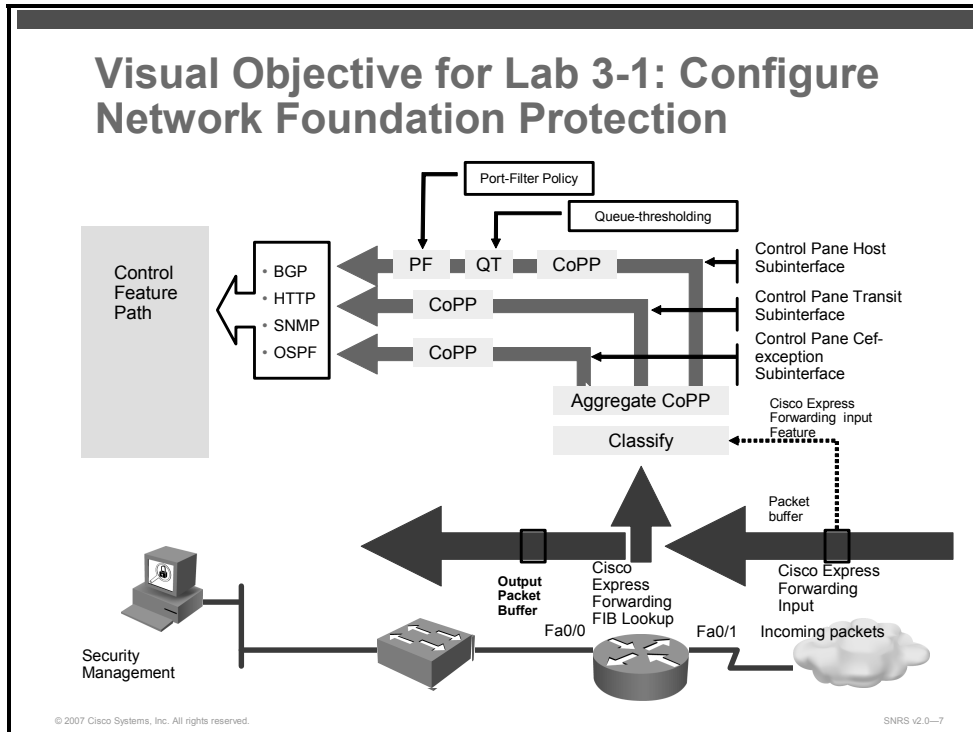 Visual Objective for Lab 3-1: Configure
Network Foundation Protection
Port-Filter Policy
Queue-thresholding
Control
Feature
Path
• BGP
• HTTP
• SNMP
• OSPF
PF
QT
CoPP
CoPP
CoPP
Control Pane Host
Subinterface
Control Pane Transit
Subinterface
Control Pane Cef-
exception
Subinterface
Aggregate CoPP
Classify
Cisco Express
Forwarding input
Feature
Packet
buffer
Output
Packet
Buffer
Cisco
Express
Forwarding
FIB Lookup
Cisco Express
Forwarding
Input
Fa0/0
Fa0/1
Incoming packets
Security
Management
© 2007 Cisco Systems, Inc. All rights reserved.
SNRS v2.0—7